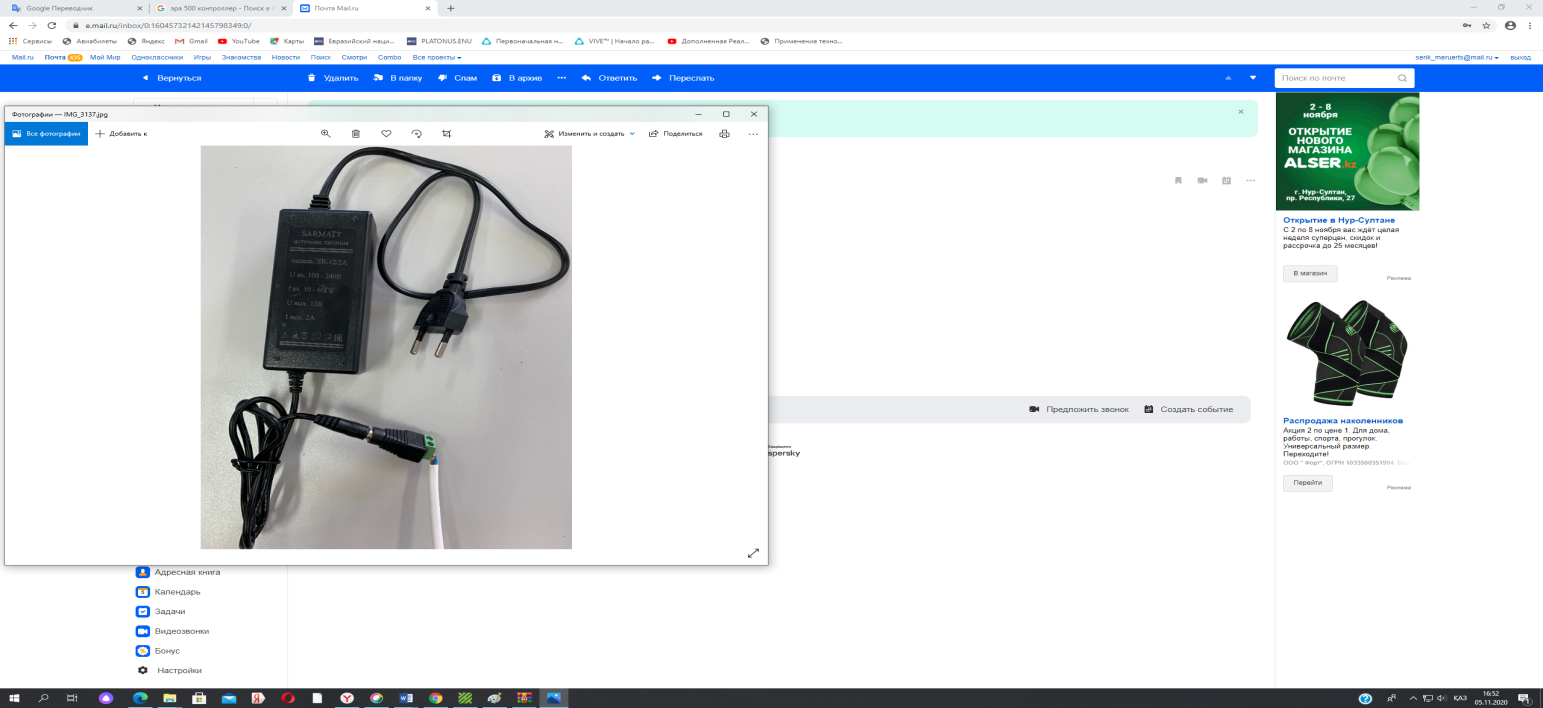 Google Переводчик
эра 500 контроллер - Поиск в
Почта Mail.ru
e.mail.ru/inbox/0:16045732142145798349:0/
Сервисы
Авиабилеты
Яндекс
Gmail
YouTube
Карты
Евразийский наци...
PLATONUS.ENU
Первоначальная н...
VIVE™ | Начало ра...
Дополненная Реал...
Применение техно...
Mail.ru
Почта 435
Мой Мир
Одноклассники
Игры
Знакомства
Новости
Поиск
Смотри
Combo
Все проекты
serik_meruerts@mail.ru
выход
Вернуться
Удалить
В папку
Спам
В архив
Ответить
Переслать
Поиск по почте
Фотографии — IMG_3137.jpg
Все фотографии
Добавить к
Изменить и создать
Поделиться
SARMATT
источник питания
модель: SR-12/2A
U вх. 100 - 240В
f вх. 50 - 60Гц
U вых. 12В
I вых. 2А
2 - 8
ноября
ОТКРЫТИЕ
НОВОГО
МАГАЗИНА
ALSER.kz
г. Нур-Султан,
пр. Республики, 27
Открытие в Нур-Султане
С 2 по 8 ноября вас ждёт целая
неделя суперцен, скидок и
рассрочка до 25 месяцев!
В магазин
Реклама
Предложить звонок
Создать событие
spersky
Распродажа наколенников
Акция 2 по цене 1. Для дома,
работы, спорта, прогулок.
Универсальный размер.
Переходите!
ООО "Форт", ОГРН 1033500351994,
Перейти
Реклама
Адресная книга
Календарь
Задачи
Видеозвонки
Бонус
Настройки
ҚАЗ
16:52
05.11.2020